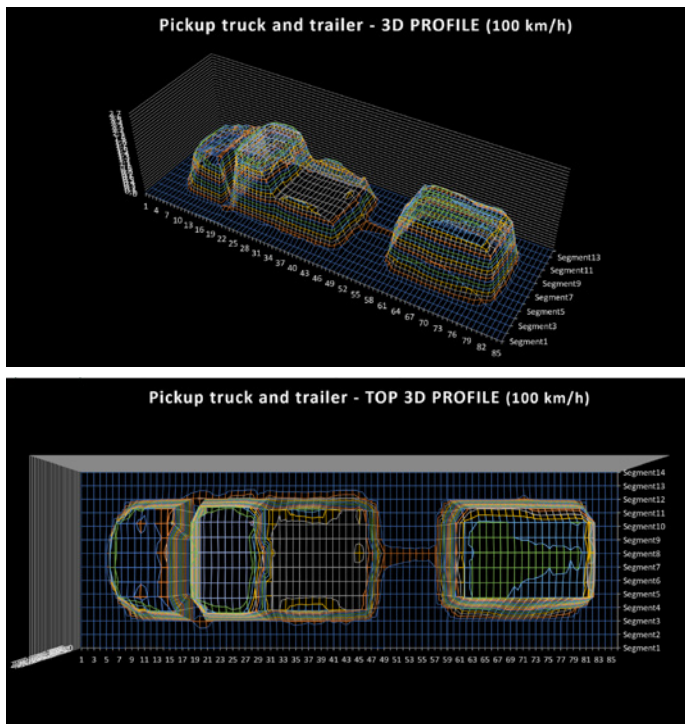 Pickup truck and trailer - 3D PROFILE (100 km/h)
Segment13
Segment11
Segment9
Segment7
Segment5
Segment3
Segment1
1 4 7 10 13 16 19 22 25 28 31 34 37 40 43 46 49 52 55 58 61 64 67 70 73 76 79 82 85
Pickup truck and trailer - TOP 3D PROFILE (100 km/h)
Segment14
Segment13
Segment12
Segment11
Segment10
Segment9
Segment8
Segment7
Segment6
Segment5
Segment4
Segment3
Segment2
Segment1
1 3 5 7 9 11 13 15 17 19 21 23 25 27 29 31 33 35 37 39 41 43 45 47 49 51 53 55 57 59 61 63 65 67 69 71 73 75 77 79 81 83 85